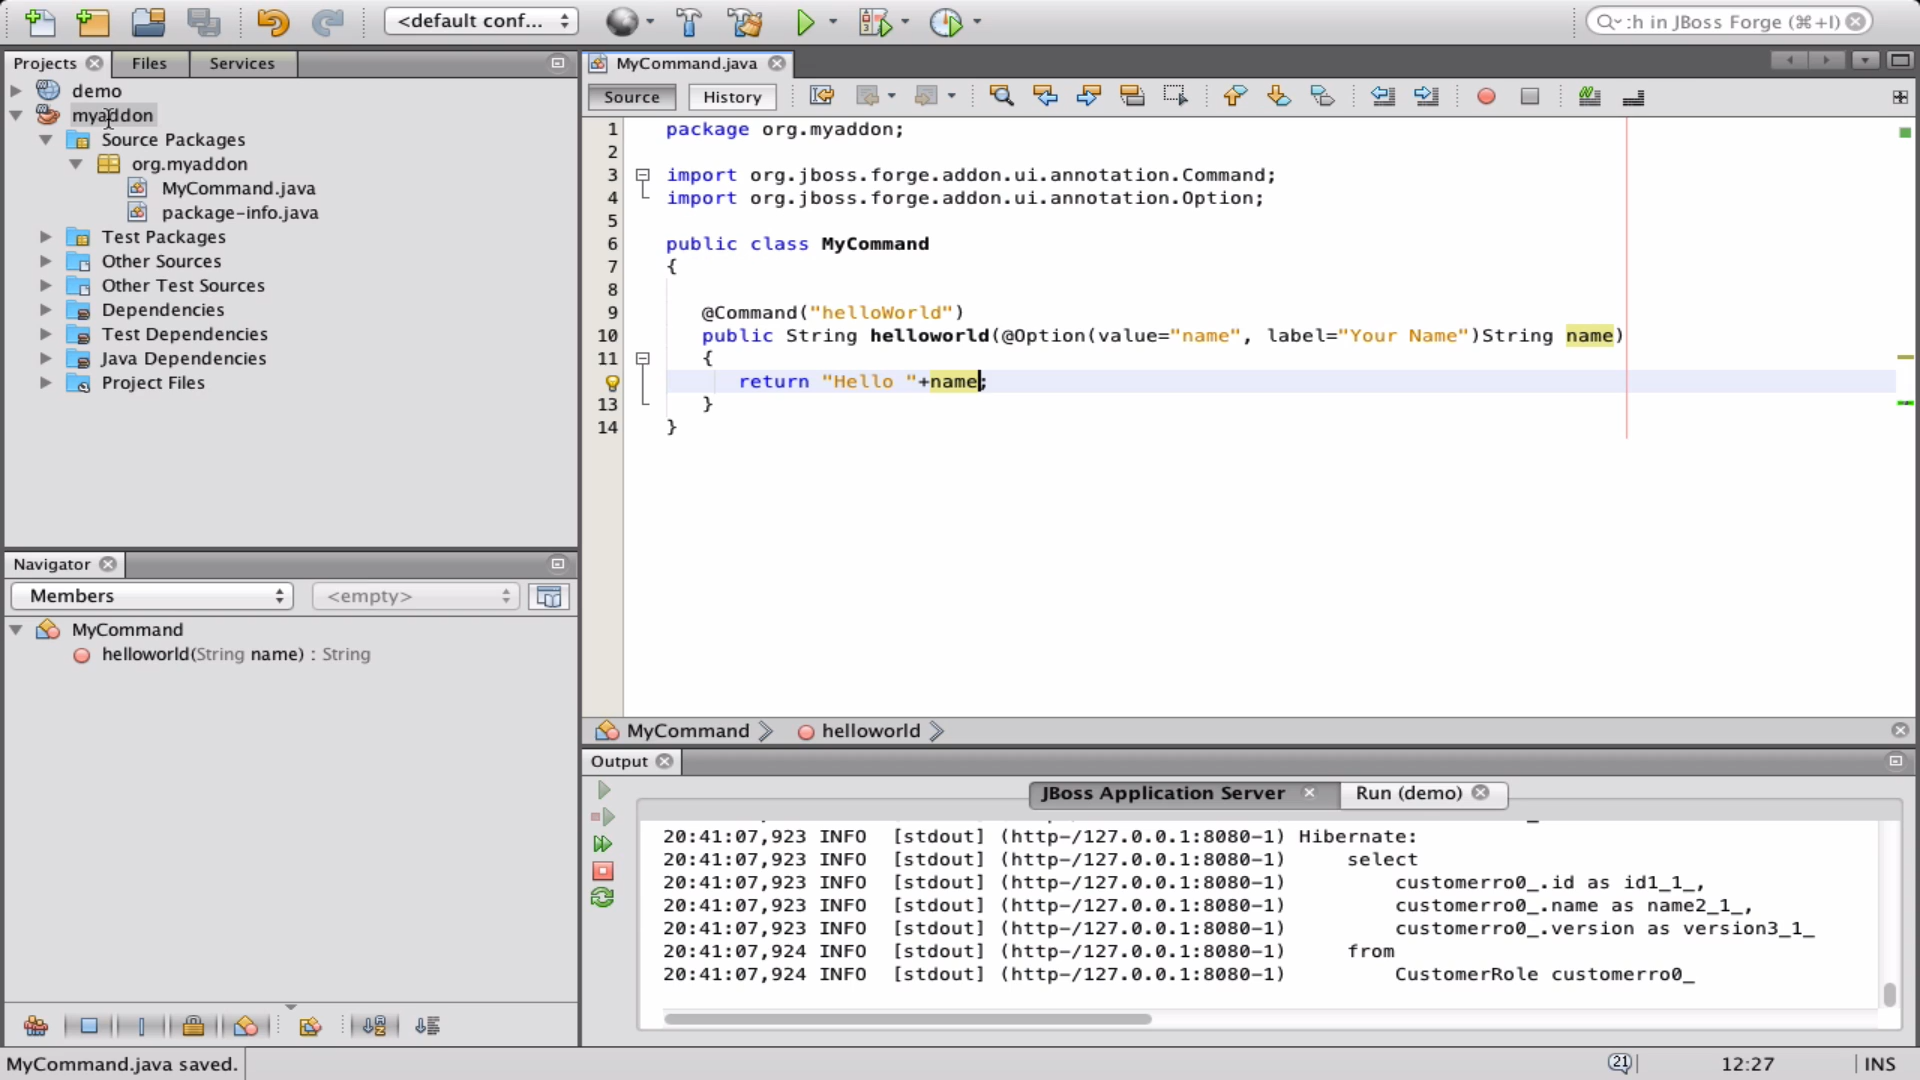 <default conf...
:h in JBoss Forge (⌘+I)
Projects
Files
Services
demo
myaddon
Source Packages
org.myaddon
MyCommand.java
package-info.java
Test Packages
Other Sources
Other Test Sources
Dependencies
Test Dependencies
Java Dependencies
Project Files
Navigator
Members
<empty>
MyCommand
helloworld(String name) : String
MyCommand.java
Source
History
1 package org.myaddon;
2
3 import org.jboss.forge.addon.ui.annotation.Command;
4 import org.jboss.forge.addon.ui.annotation.Option;
5
6 public class MyCommand
7 {
8
9 @Command("helloWorld")
10 public String helloworld(@Option(value="name", label="Your Name")String name)
11 {
return "Hello "+name;
13 }
14 }
MyCommand
helloworld
Output
JBoss Application Server
Run (demo)
20:41:07,923 INFO [stdout] (http-/127.0.0.1:8080-1) Hibernate:
20:41:07,923 INFO [stdout] (http-/127.0.0.1:8080-1) select
20:41:07,923 INFO [stdout] (http-/127.0.0.1:8080-1) customerro0_.id as id1_1_,
20:41:07,923 INFO [stdout] (http-/127.0.0.1:8080-1) customerro0_.name as name2_1_,
20:41:07,923 INFO [stdout] (http-/127.0.0.1:8080-1) customerro0_.version as version3_1_
20:41:07,924 INFO [stdout] (http-/127.0.0.1:8080-1) from
20:41:07,924 INFO [stdout] (http-/127.0.0.1:8080-1) CustomerRole customerro0_
MyCommand.java saved.
21
12:27
INS